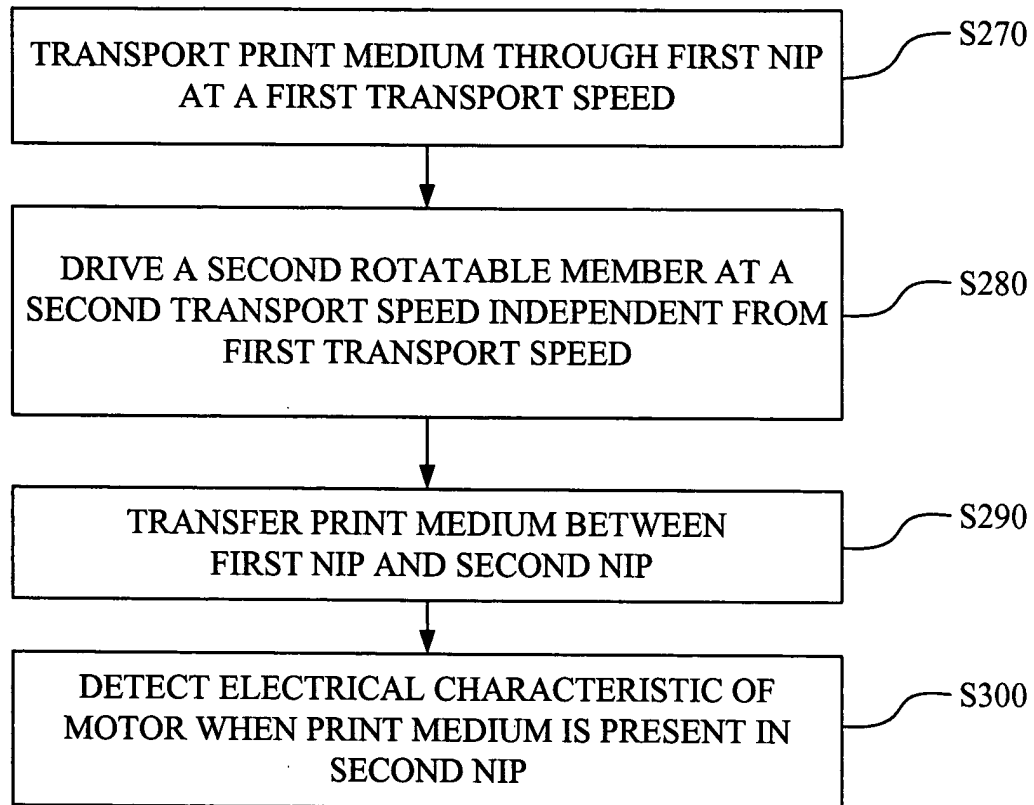 TRANSPORT PRINT MEDIUM THROUGH FIRST NIP
AT A FIRST TRANSPORT SPEED
S270
DRIVE A SECOND ROTATABLE MEMBER AT A
SECOND TRANSPORT SPEED INDEPENDENT FROM
FIRST TRANSPORT SPEED
S280
TRANSFER PRINT MEDIUM BETWEEN
FIRST NIP AND SECOND NIP
S290
DETECT ELECTRICAL CHARACTERISTIC OF
MOTOR WHEN PRINT MEDIUM IS PRESENT IN
SECOND NIP
S300